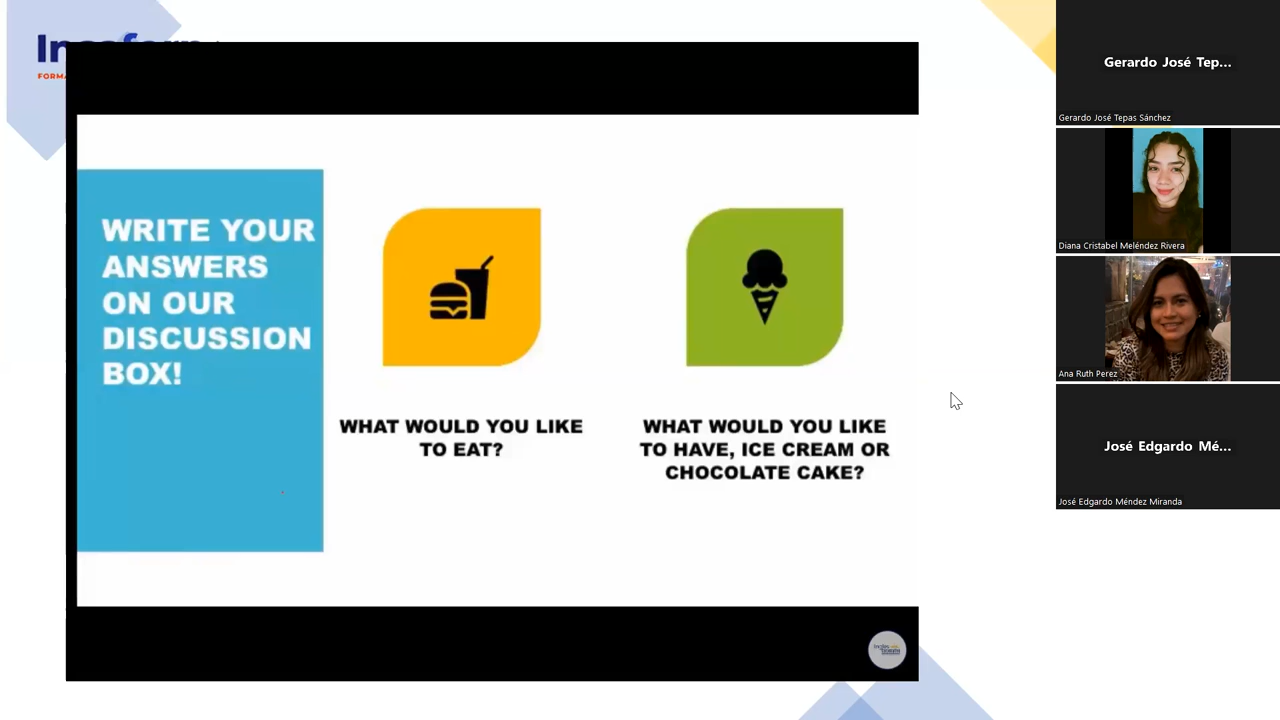 WRITE YOUR
ANSWERS
ON OUR
DISCUSSION
BOX!
WHAT WOULD YOU LIKE
TO EAT?
WHAT WOULD YOU LIKE
TO HAVE, ICE CREAM OR
CHOCOLATE CAKE?
Gerardo José Tep...
Gerardo José Tepas Sánchez
Diana Cristabel Meléndez Rivera
Ana Ruth Perez
José Edgardo Mé...
José Edgardo Méndez Miranda